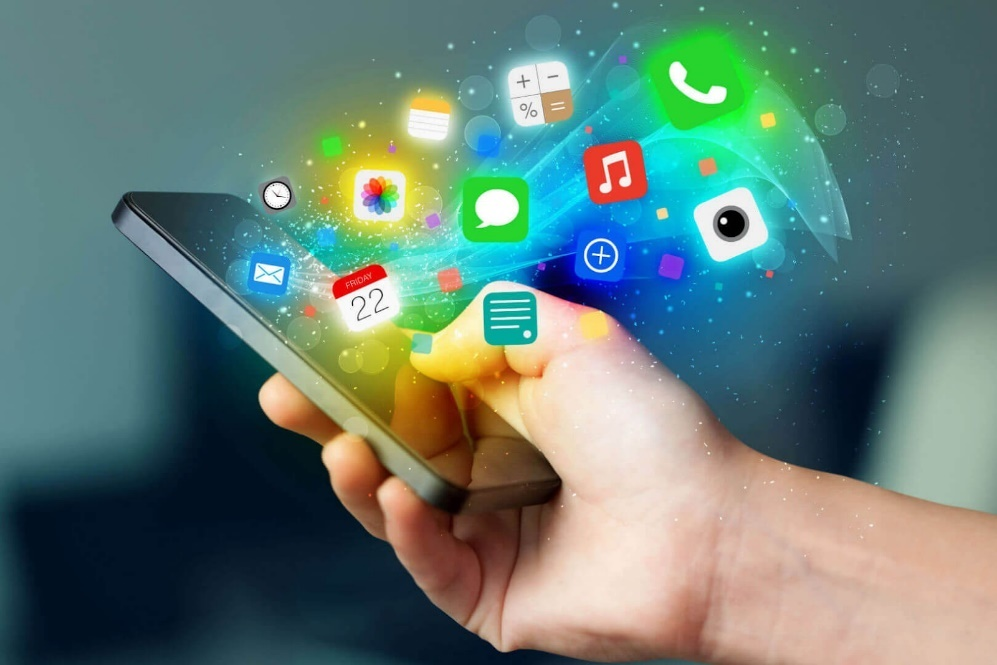 + −
% =
FRIDAY
22